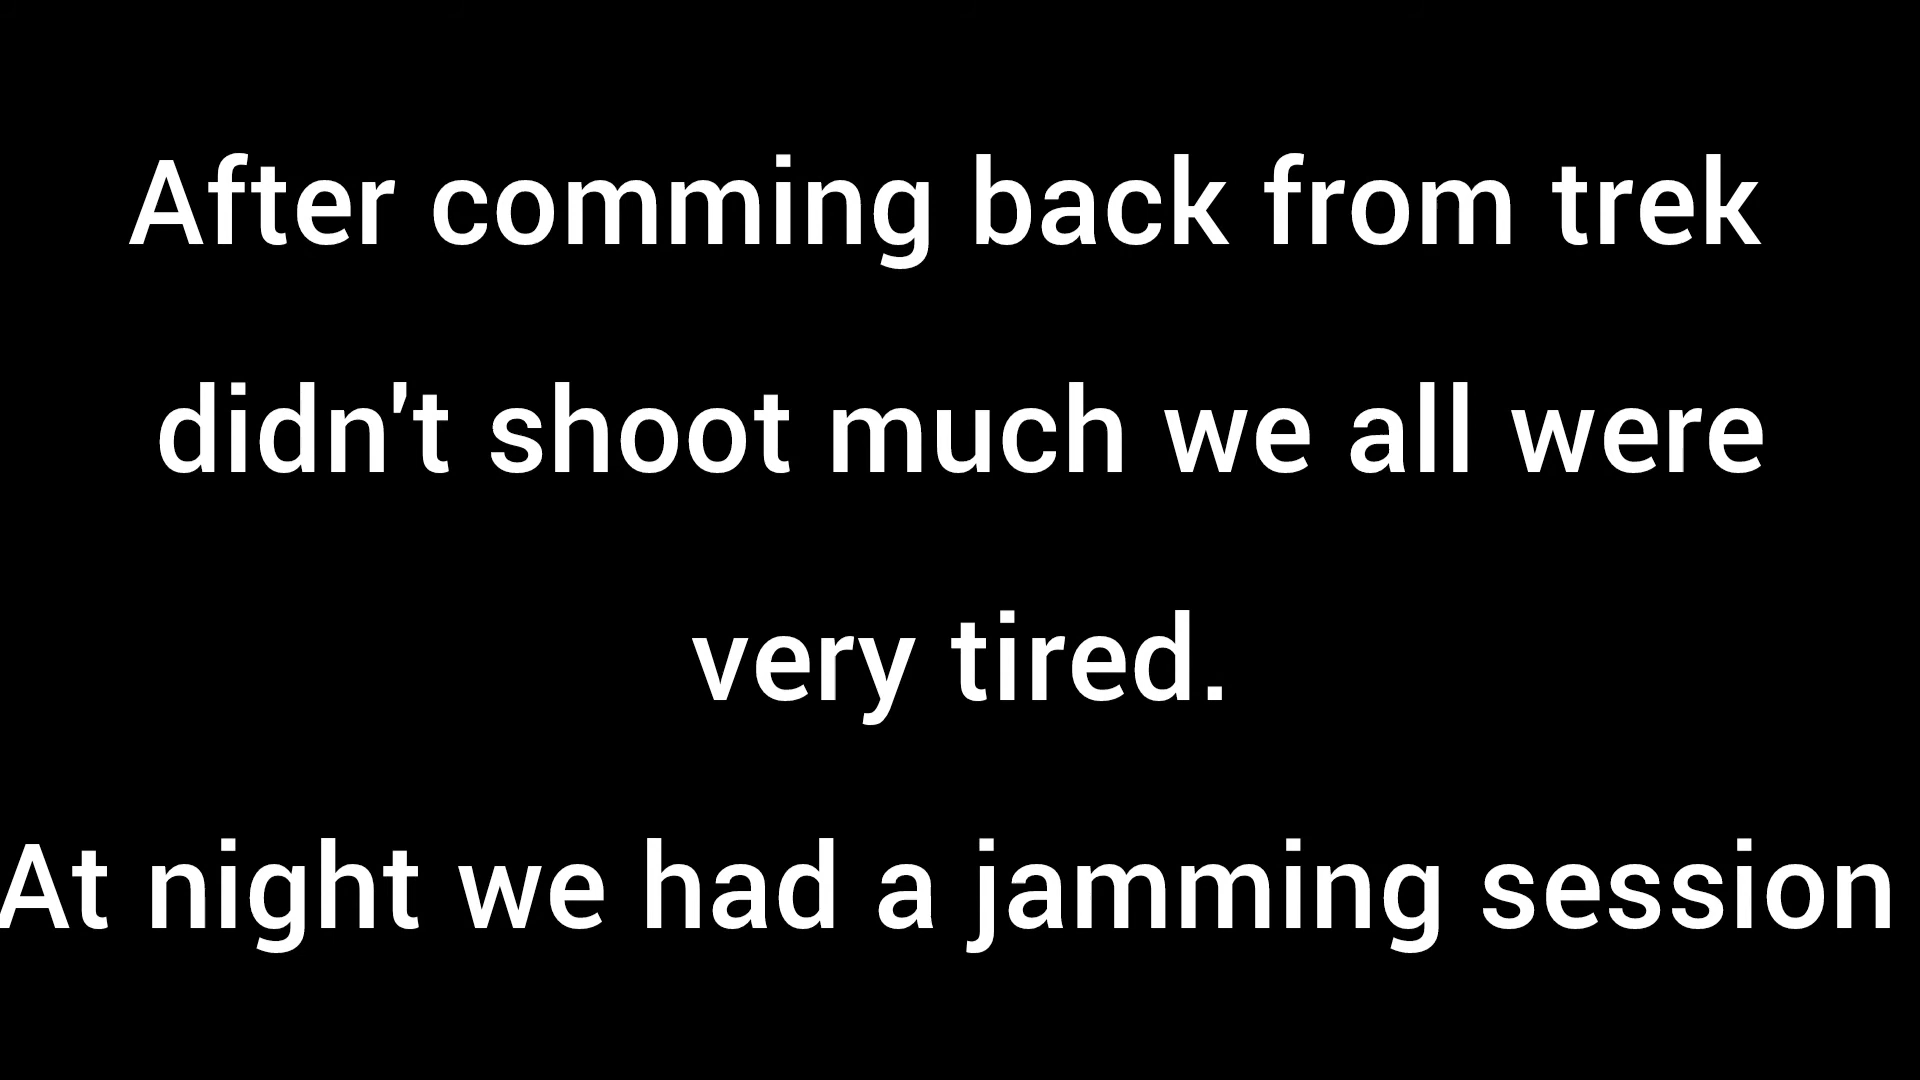 After comming back from trek
didn't shoot much we all were
very tired.
At night we had a jamming session